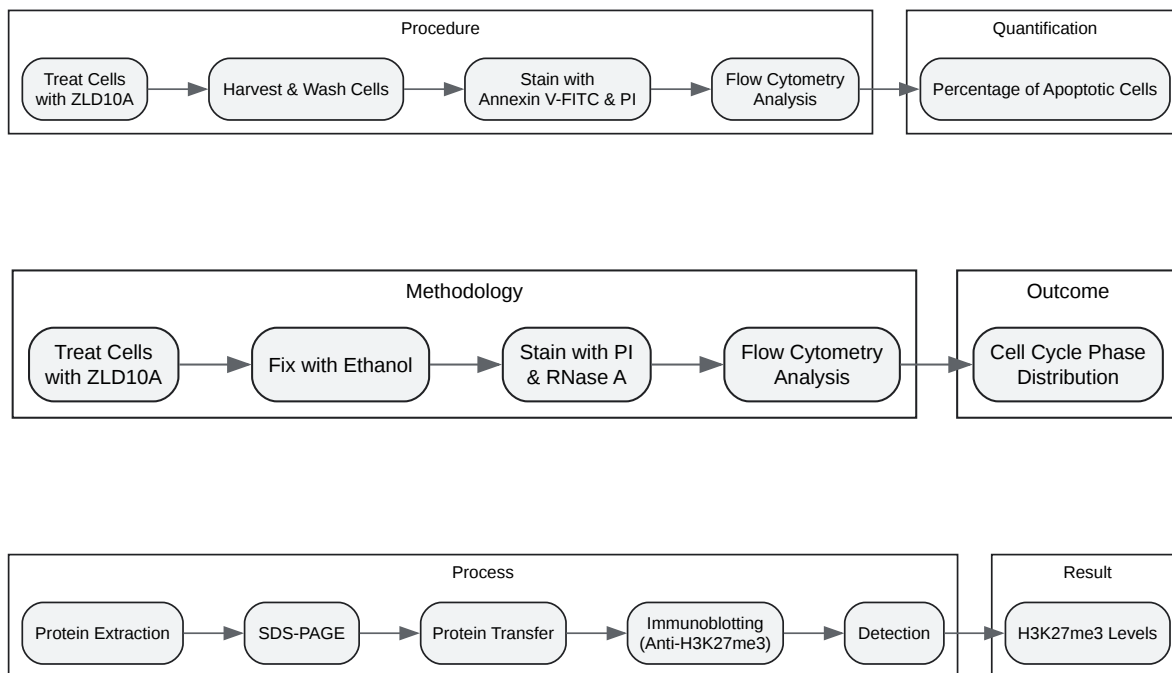 Procedure
Quantification
Treat Cells
with ZLD10A
Harvest & Wash Cells
Stain with
Annexin V-FITC & PI
Flow Cytometry
Analysis
Percentage of Apoptotic Cells
Methodology
Outcome
Treat Cells
with ZLD10A
Fix with Ethanol
Stain with PI
& RNase A
Flow Cytometry
Analysis
Cell Cycle Phase
Distribution
Process
Result
Protein Extraction
SDS-PAGE
Protein Transfer
Immunoblotting
(Anti-H3K27me3)
Detection
H3K27me3 Levels